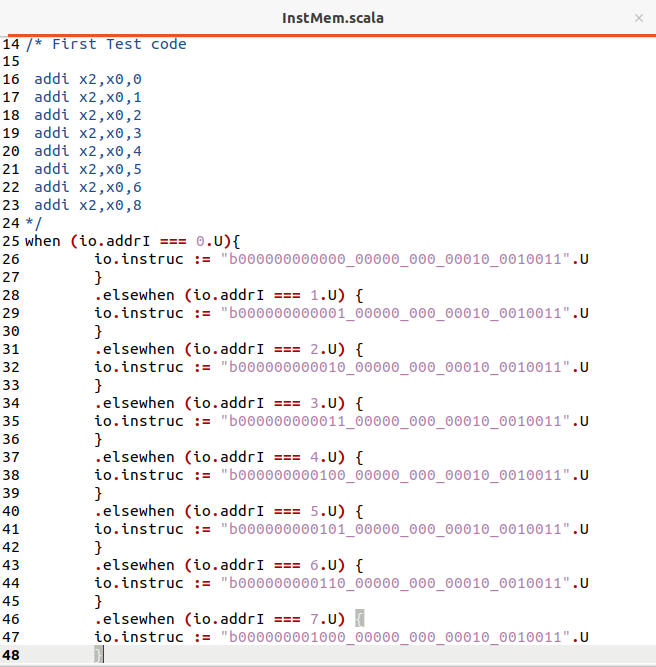 InstMem.scala ×
14 /* First Test code
15
16  addi x2,x0,0
17  addi x2,x0,1
18  addi x2,x0,2
19  addi x2,x0,3
20  addi x2,x0,4
21  addi x2,x0,5
22  addi x2,x0,6
23  addi x2,x0,8
24 */
25 when (io.addrI === 0.U){
26         io.instruc := "b000000000000_00000_000_00010_0010011".U
27         }
28         .elsewhen (io.addrI === 1.U) {
29         io.instruc := "b000000000001_00000_000_00010_0010011".U
30         }
31         .elsewhen (io.addrI === 2.U) {
32         io.instruc := "b000000000010_00000_000_00010_0010011".U
33         }
34         .elsewhen (io.addrI === 3.U) {
35         io.instruc := "b000000000011_00000_000_00010_0010011".U
36         }
37         .elsewhen (io.addrI === 4.U) {
38         io.instruc := "b000000000100_00000_000_00010_0010011".U
39         }
40         .elsewhen (io.addrI === 5.U) {
41         io.instruc := "b000000000101_00000_000_00010_0010011".U
42         }
43         .elsewhen (io.addrI === 6.U) {
44         io.instruc := "b000000000110_00000_000_00010_0010011".U
45         }
46         .elsewhen (io.addrI === 7.U) {
47         io.instruc := "b000000001000_00000_000_00010_0010011".U
48         }